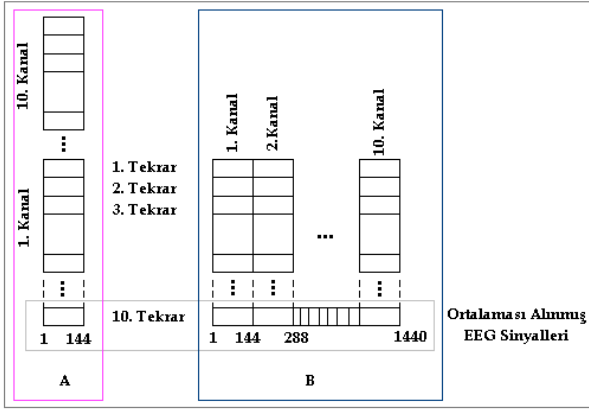 10. Kanal
1. Kanal
1. Tekrar
2. Tekrar
3. Tekrar
10. Tekrar
1 144
A
1. Kanal
2.Kanal
10. Kanal
...
1 144 288 1440
B
Ortalaması Alınmış
EEG Sinyalleri